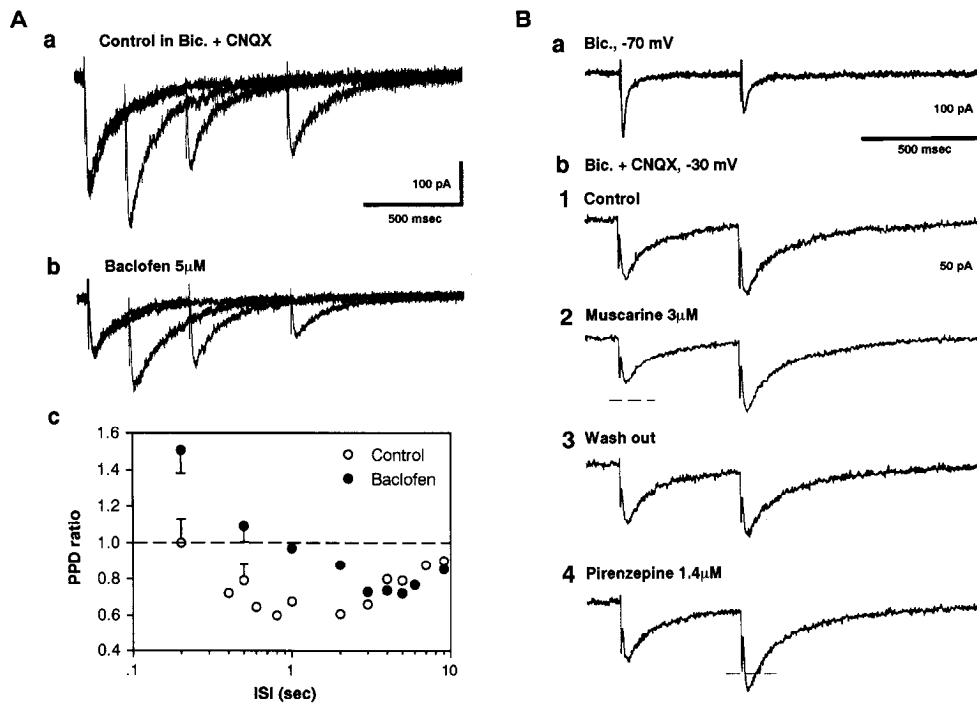 A
a
Control in Bic. + CNQX
100 pA
500 msec
b
Baclofen 5μM
c
1.6
1.4
1.2
1.0
0.8
0.6
0.4
PPD ratio
Control
Baclofen
.1
1
10
ISI (sec)
B
a
Bic., -70 mV
100 pA
500 msec
b
Bic. + CNQX, -30 mV
1
Control
50 pA
2
Muscarine 3μM
3
Wash out
4
Pirenzepine 1.4μM